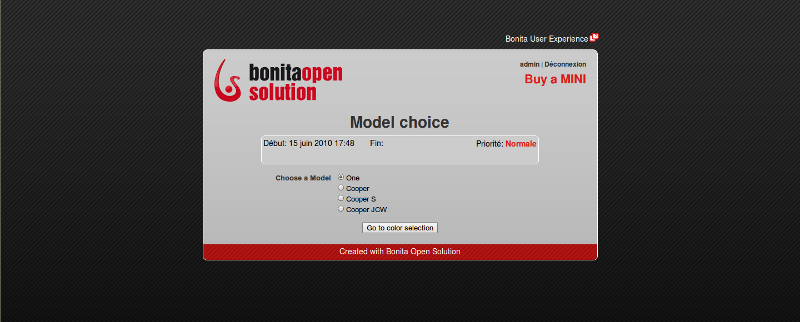 Bonita User Experience
admin | Déconnexion
bonitaopen
solution
Buy a MINI
Model choice
Début: 15 juin 2010 17:48 Fin: Priorité: Normale
Choose a Model One
Cooper
Cooper S
Cooper JCW
Go to color selection
Created with Bonita Open Solution